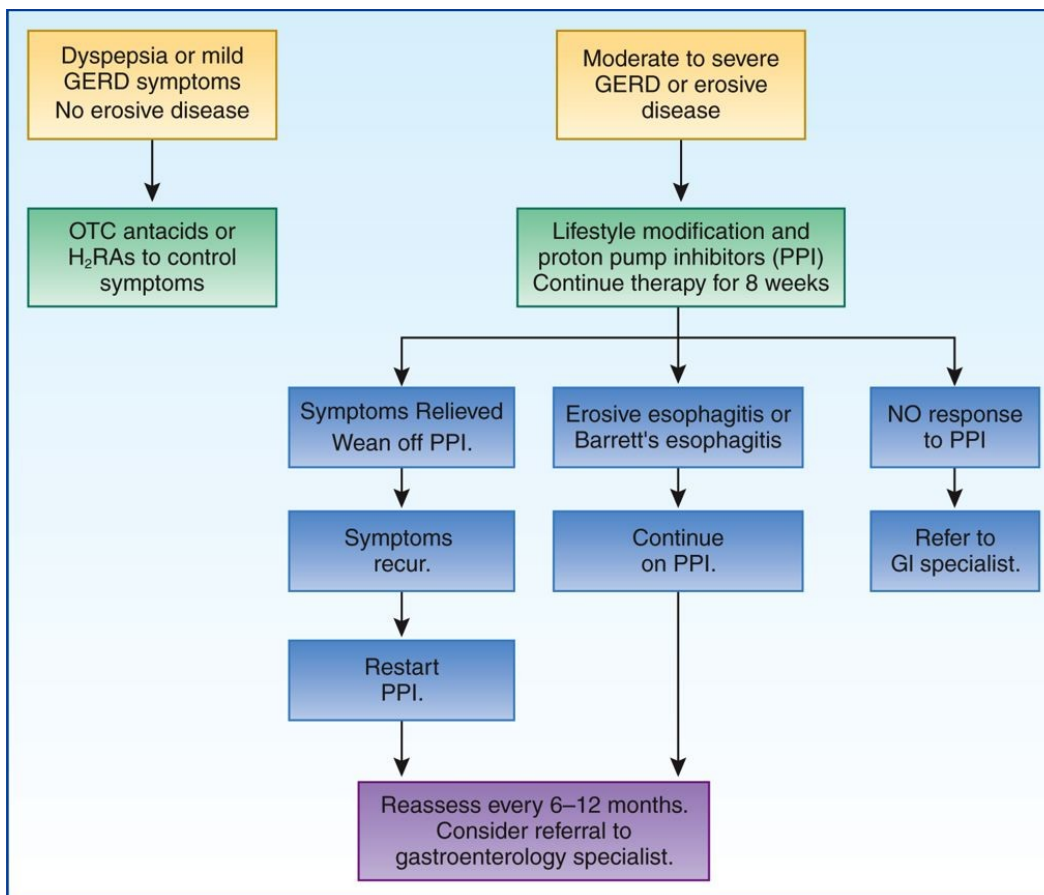 Dyspepsia or mild
GERD symptoms
No erosive disease
Moderate to severe
GERD or erosive
disease
OTC antacids or
H₂RAs to control
symptoms
Lifestyle modification and
proton pump inhibitors (PPI)
Continue therapy for 8 weeks
Symptoms Relieved
Wean off PPI.
Erosive esophagitis or
Barrett's esophagitis
NO response
to PPI
Symptoms
recur.
Continue
on PPI.
Refer to
GI specialist.
Restart
PPI.
Reassess every 6–12 months.
Consider referral to
gastroenterology specialist.